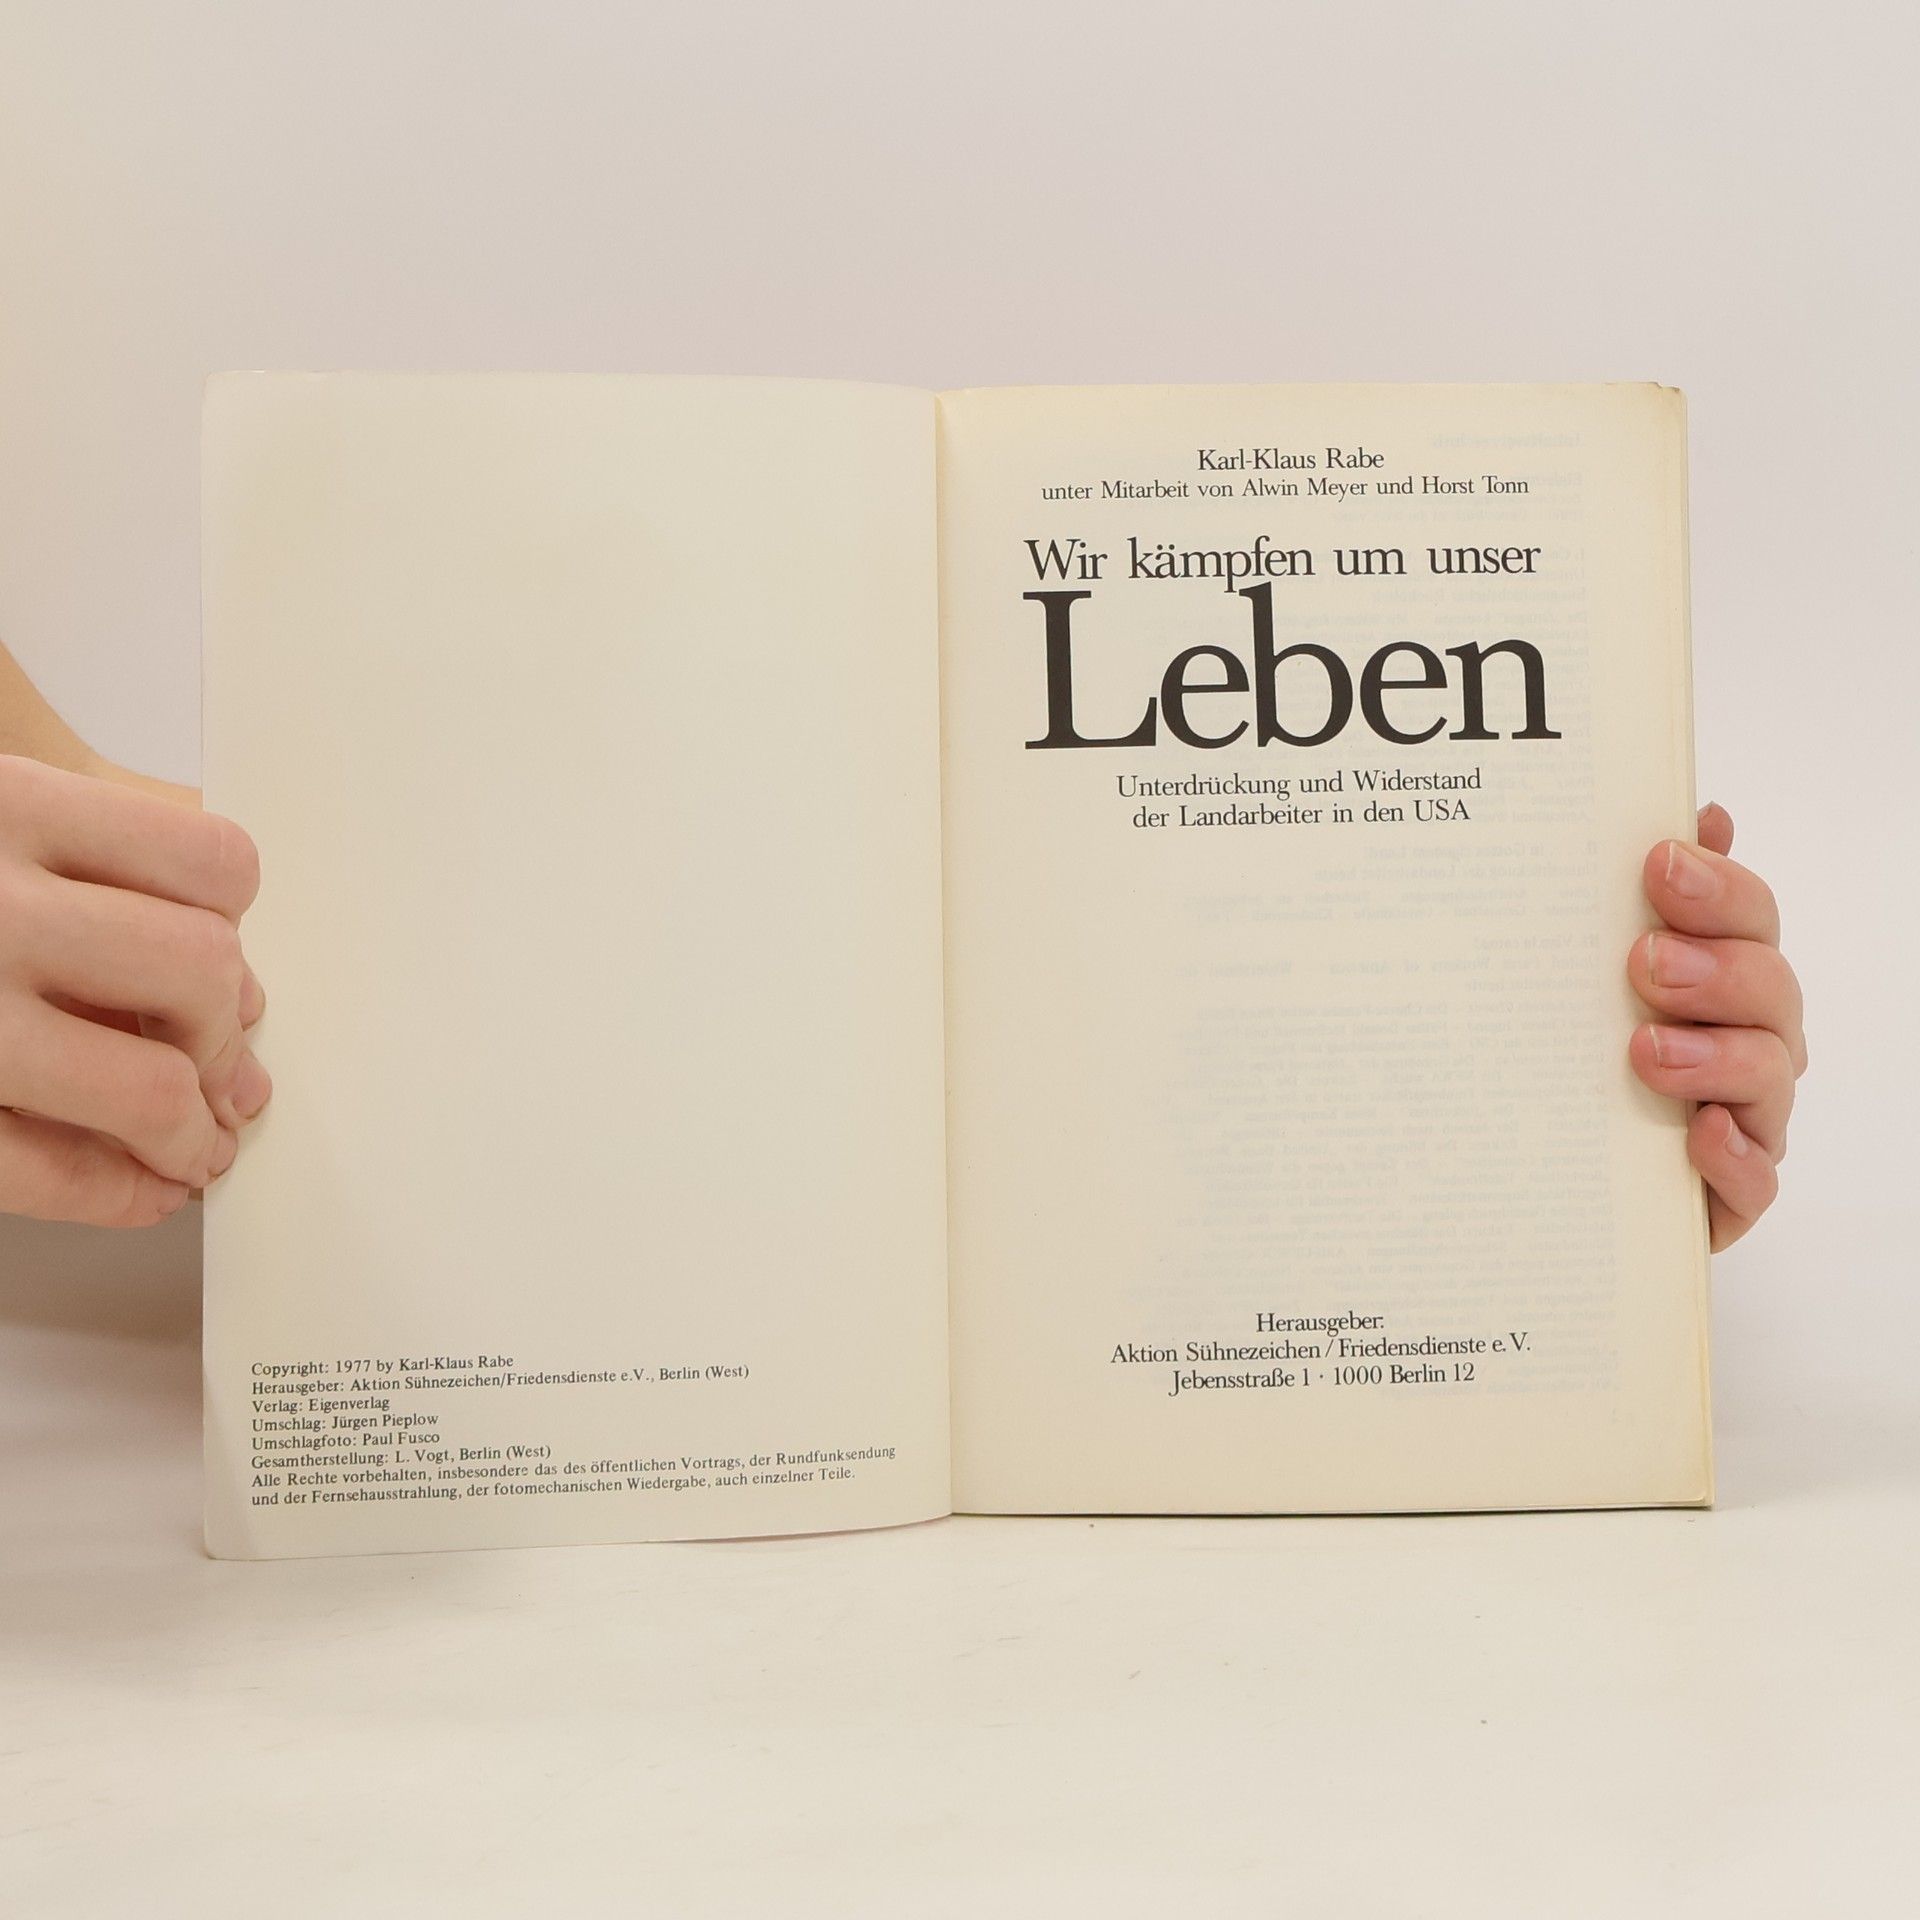 Copyright: 1977 by Karl-Klaus Rabe
Herausgeber: Aktion Sühnezeichen/Friedensdienste e.V., Berlin (West)
Verlag: Eigenverlag
Umschlag: Jürgen Pieplow
Umschlagfoto: Paul Fusco
Gesamtherstellung: L. Vogt, Berlin (West)
Alle Rechte vorbehalten, insbesondere das des öffentlichen Vortrags, der Rundfunksendung
und der Fernsehausstrahlung, der fotomechanischen Wiedergabe, auch einzelner Teile.
Karl-Klaus Rabe
unter Mitarbeit von Alwin Meyer und Horst Tonn
Wir kämpfen um unser
Leben
Unterdrückung und Widerstand
der Landarbeiter in den USA
Herausgeber:
Aktion Sühnezeichen / Friedensdienste e. V.
Jebensstraße 1 · 1000 Berlin 12